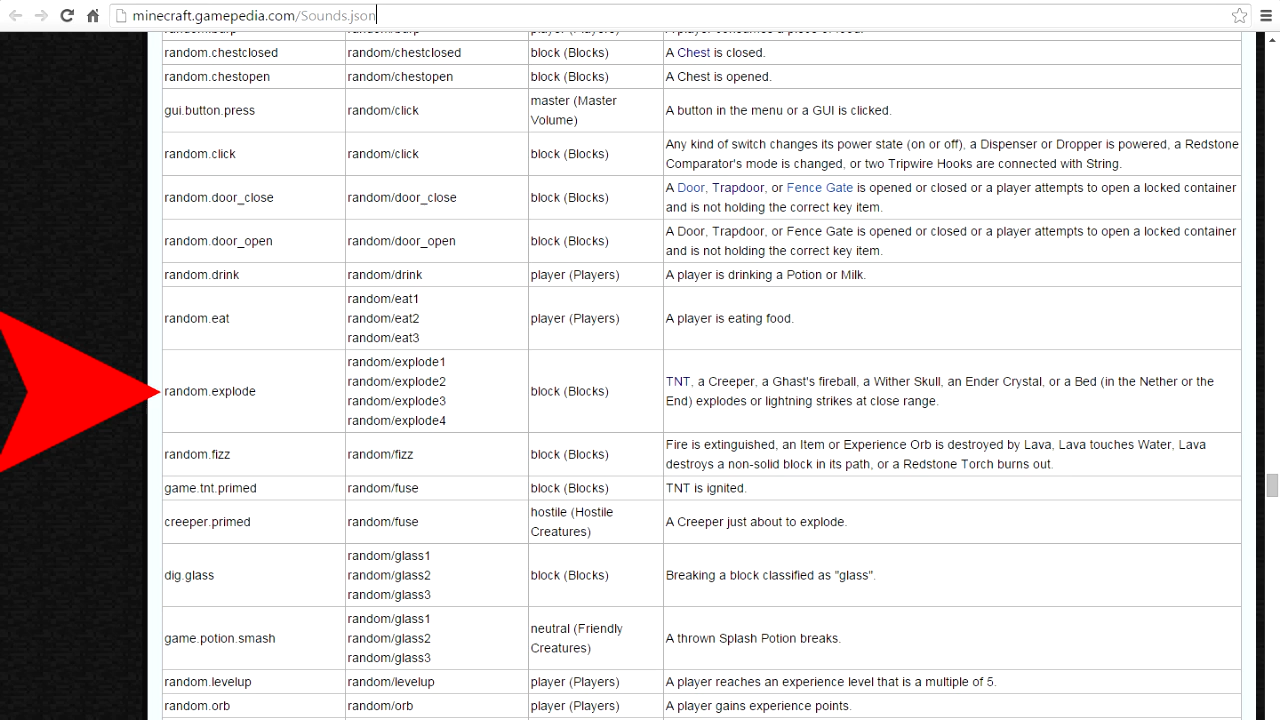 minecraft.gamepedia.com/Sounds.json
random.chestclosed random/chestclosed block (Blocks) A Chest is closed.
random.chestopen random/chestopen block (Blocks) A Chest is opened.
gui.button.press random/click master (Master A button in the menu or a GUI is clicked.
Volume)
random.click random/click block (Blocks) Any kind of switch changes its power state (on or off), a Dispenser or Dropper is powered, a Redstone
Comparator's mode is changed, or two Tripwire Hooks are connected with String.
random.door_close random/door_close block (Blocks) A Door, Trapdoor, or Fence Gate is opened or closed or a player attempts to open a locked container
and is not holding the correct key item.
random.door_open random/door_open block (Blocks) A Door, Trapdoor, or Fence Gate is opened or closed or a player attempts to open a locked container
and is not holding the correct key item.
random.drink random/drink player (Players) A player is drinking a Potion or Milk.
random/eat1
random.eat random/eat2 player (Players) A player is eating food.
random/eat3
random/explode1
random/explode2 TNT, a Creeper, a Ghast's fireball, a Wither Skull, an Ender Crystal, or a Bed (in the Nether or the
random.explode block (Blocks)
random/explode3 End) explodes or lightning strikes at close range.
random/explode4
random.fizz random/fizz block (Blocks) Fire is extinguished, an Item or Experience Orb is destroyed by Lava, Lava touches Water, Lava
destroys a non-solid block in its path, or a Redstone Torch burns out.
game.tnt.primed random/fuse block (Blocks) TNT is ignited.
creeper.primed random/fuse hostile (Hostile A Creeper just about to explode.
Creatures)
random/glass1
dig.glass random/glass2 block (Blocks) Breaking a block classified as "glass".
random/glass3
random/glass1
game.potion.smash random/glass2 neutral (Friendly A thrown Splash Potion breaks.
random/glass3 Creatures)
random.levelup random/levelup player (Players) A player reaches an experience level that is a multiple of 5.
random.orb random/orb player (Players) A player gains experience points.